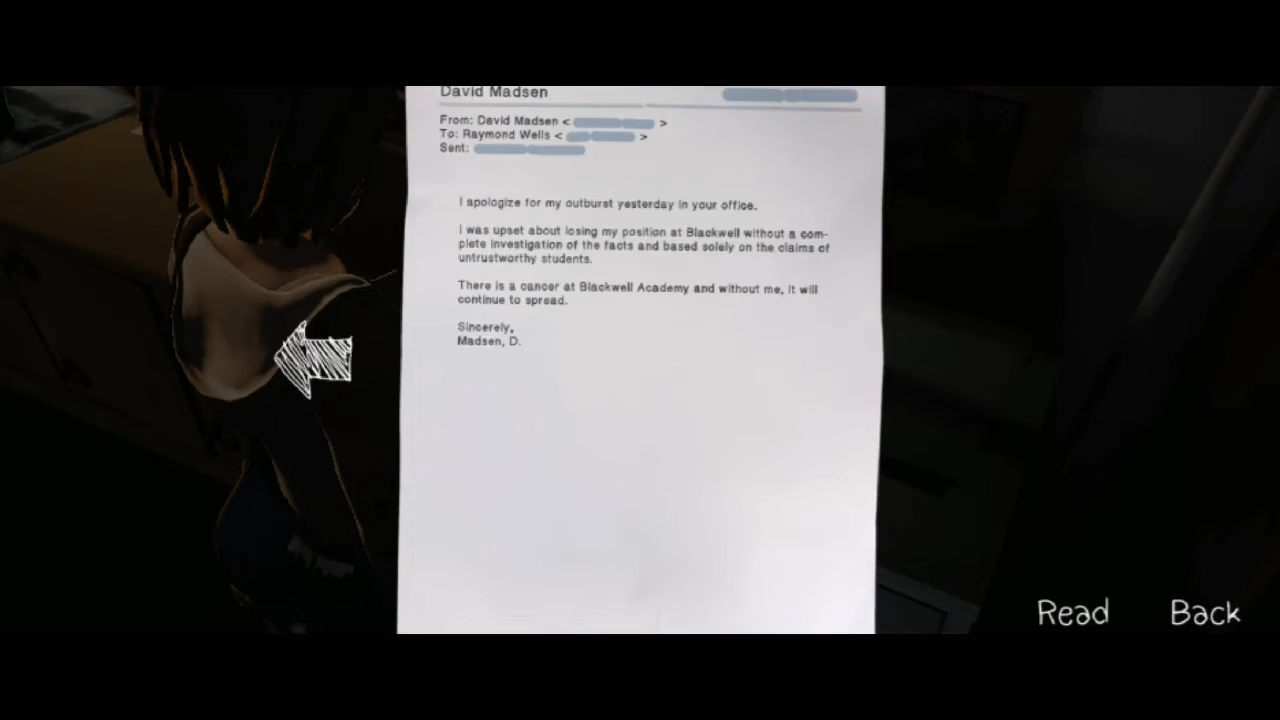 David Madsen
From: David Madsen < >
To: Raymond Wells < >
Sent:
I apologize for my outburst yesterday in your office.
I was upset about losing my position at Blackwell without a com-
plete investigation of the facts and based solely on the claims of
untrustworthy students.
There is a cancer at Blackwell Academy and without me, it will
continue to spread.
Sincerely,
Madsen, D.
Read Back